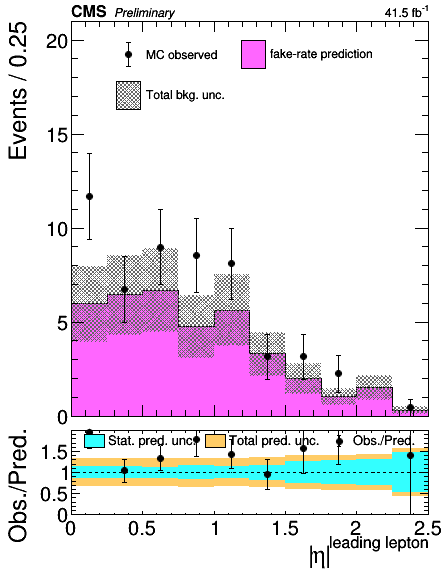 CMS Preliminary 41.5 fb⁻¹
Events / 0.25
20
15
10
5
0
MC observed
fake-rate prediction
Total bkg. unc.
Obs./Pred.
1.5
1
0.5
0
Stat. pred. unc.
Total pred. unc.
Obs./Pred.
0 0.5 1 1.5 2 2.5
|η|leading lepton